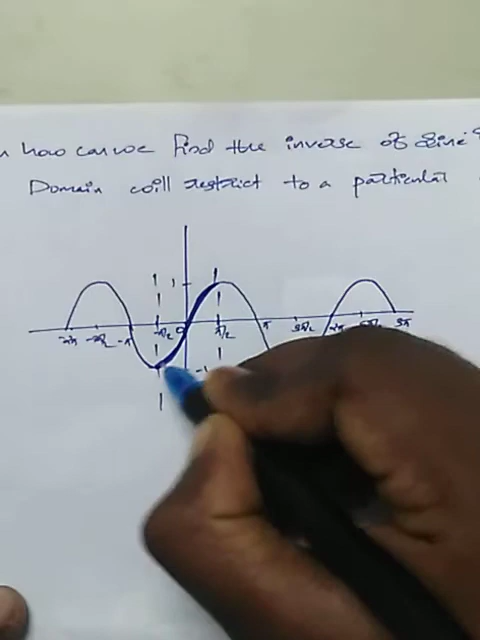 how can we find the inverse of sine
Domain will restrict to a particular
1
-2π -3π/2 -π -π/2 0 π/2 π 3π/2 2π 5π/2 3π
-1